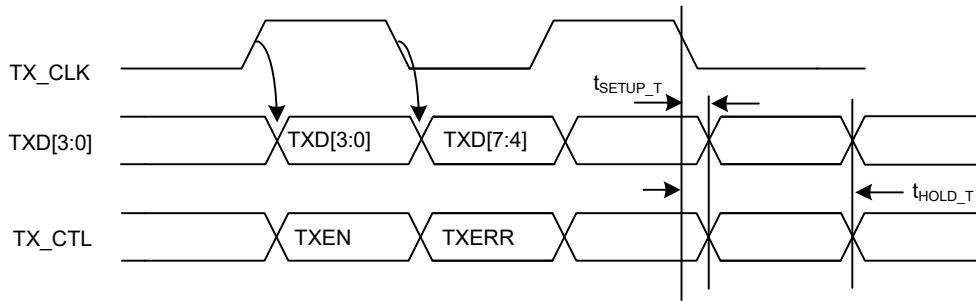 TX_CLK
tSETUP_T
TXD[3:0]
TXD[3:0]
TXD[7:4]
tHOLD_T
TX_CTL
TXEN
TXERR